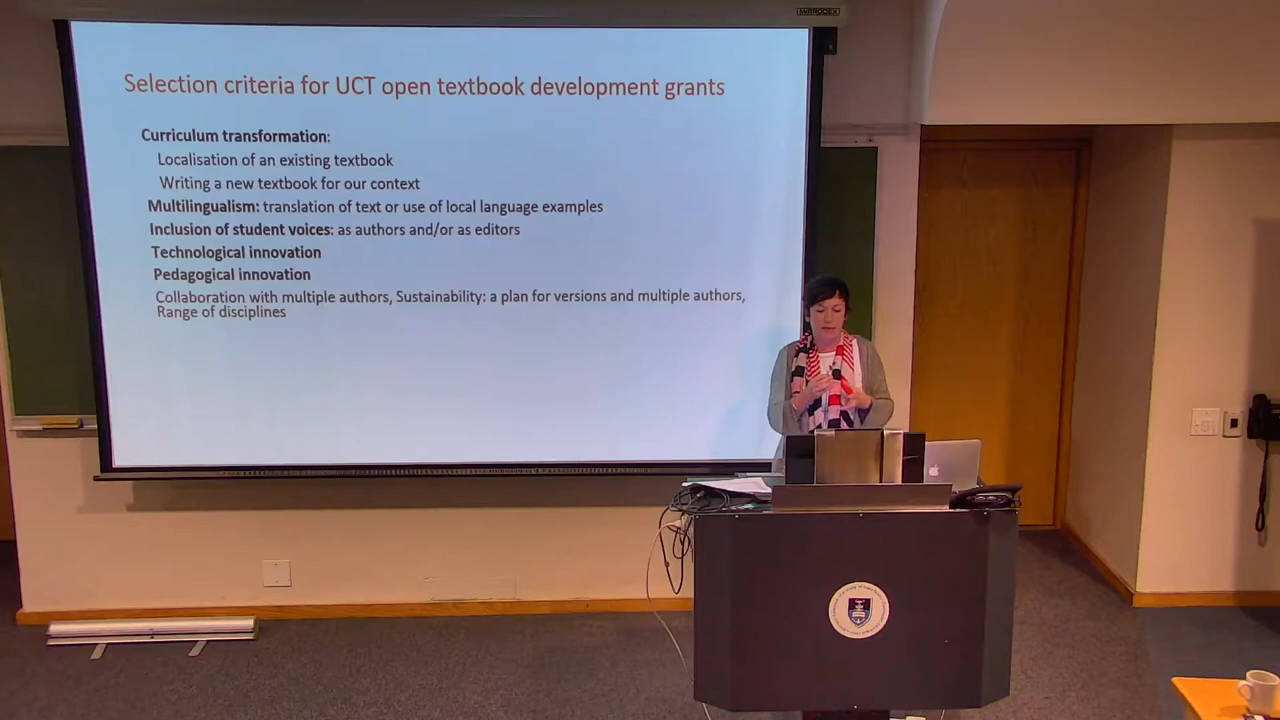 MIRRODEX
Selection criteria for UCT open textbook development grants
Curriculum transformation:
Localisation of an existing textbook
Writing a new textbook for our context
Multilingualism: translation of text or use of local language examples
Inclusion of student voices: as authors and/or as editors
Technological innovation
Pedagogical innovation
Collaboration with multiple authors, Sustainability: a plan for versions and multiple authors,
Range of disciplines